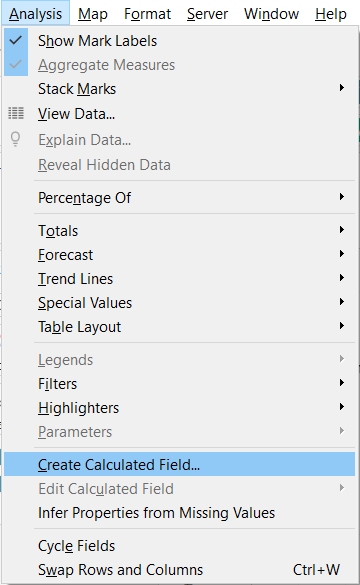 Analysis Map Format Server Window Help
Show Mark Labels
Aggregate Measures
Stack Marks
View Data...
Explain Data...
Reveal Hidden Data
Percentage Of
Totals
Forecast
Trend Lines
Special Values
Table Layout
Legends
Filters
Highlighters
Parameters
Create Calculated Field...
Edit Calculated Field
Infer Properties from Missing Values
Cycle Fields
Swap Rows and Columns Ctrl+W